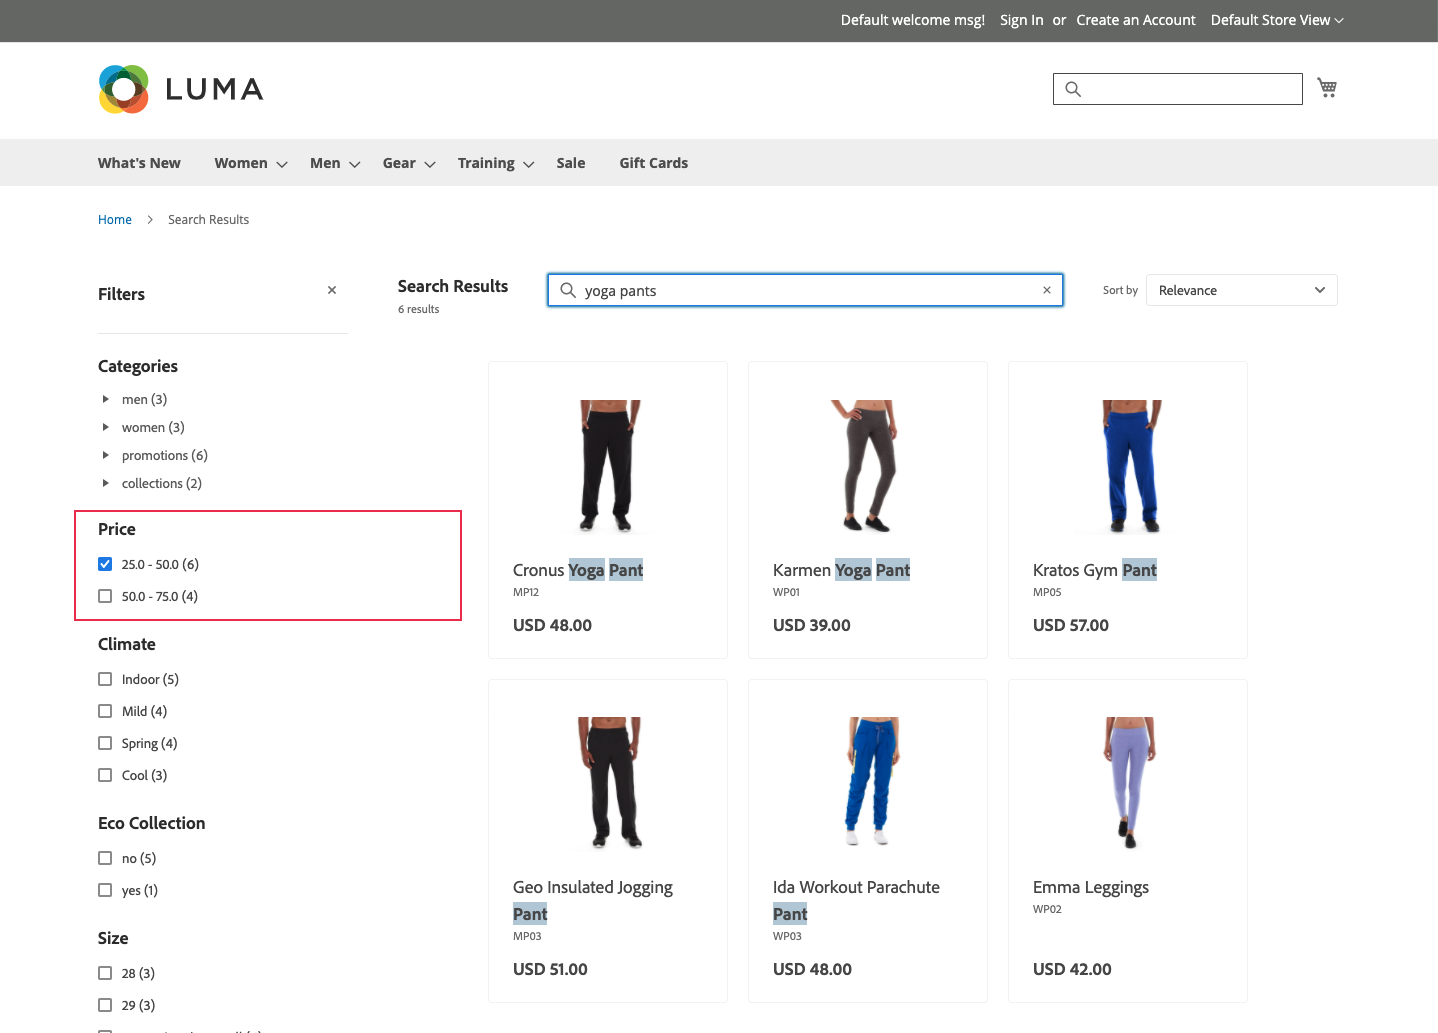 Default welcome msg! Sign In or Create an Account Default Store View
LUMA
What's New Women Men Gear Training Sale Gift Cards
Home Search Results
Filters
Search Results
6 results
yoga pants
Sort by Relevance
Categories
men (3)
women (3)
promotions (6)
collections (2)
Price
25.0 - 50.0 (6)
50.0 - 75.0 (4)
Climate
Indoor (5)
Mild (4)
Spring (4)
Cool (3)
Eco Collection
no (5)
yes (1)
Size
28 (3)
29 (3)
Cronus Yoga Pant
MP12
USD 48.00
Karmen Yoga Pant
WP01
USD 39.00
Kratos Gym Pant
MP05
USD 57.00
Geo Insulated Jogging
Pant
MP03
USD 51.00
Ida Workout Parachute
Pant
WP03
USD 48.00
Emma Leggings
WP02
USD 42.00